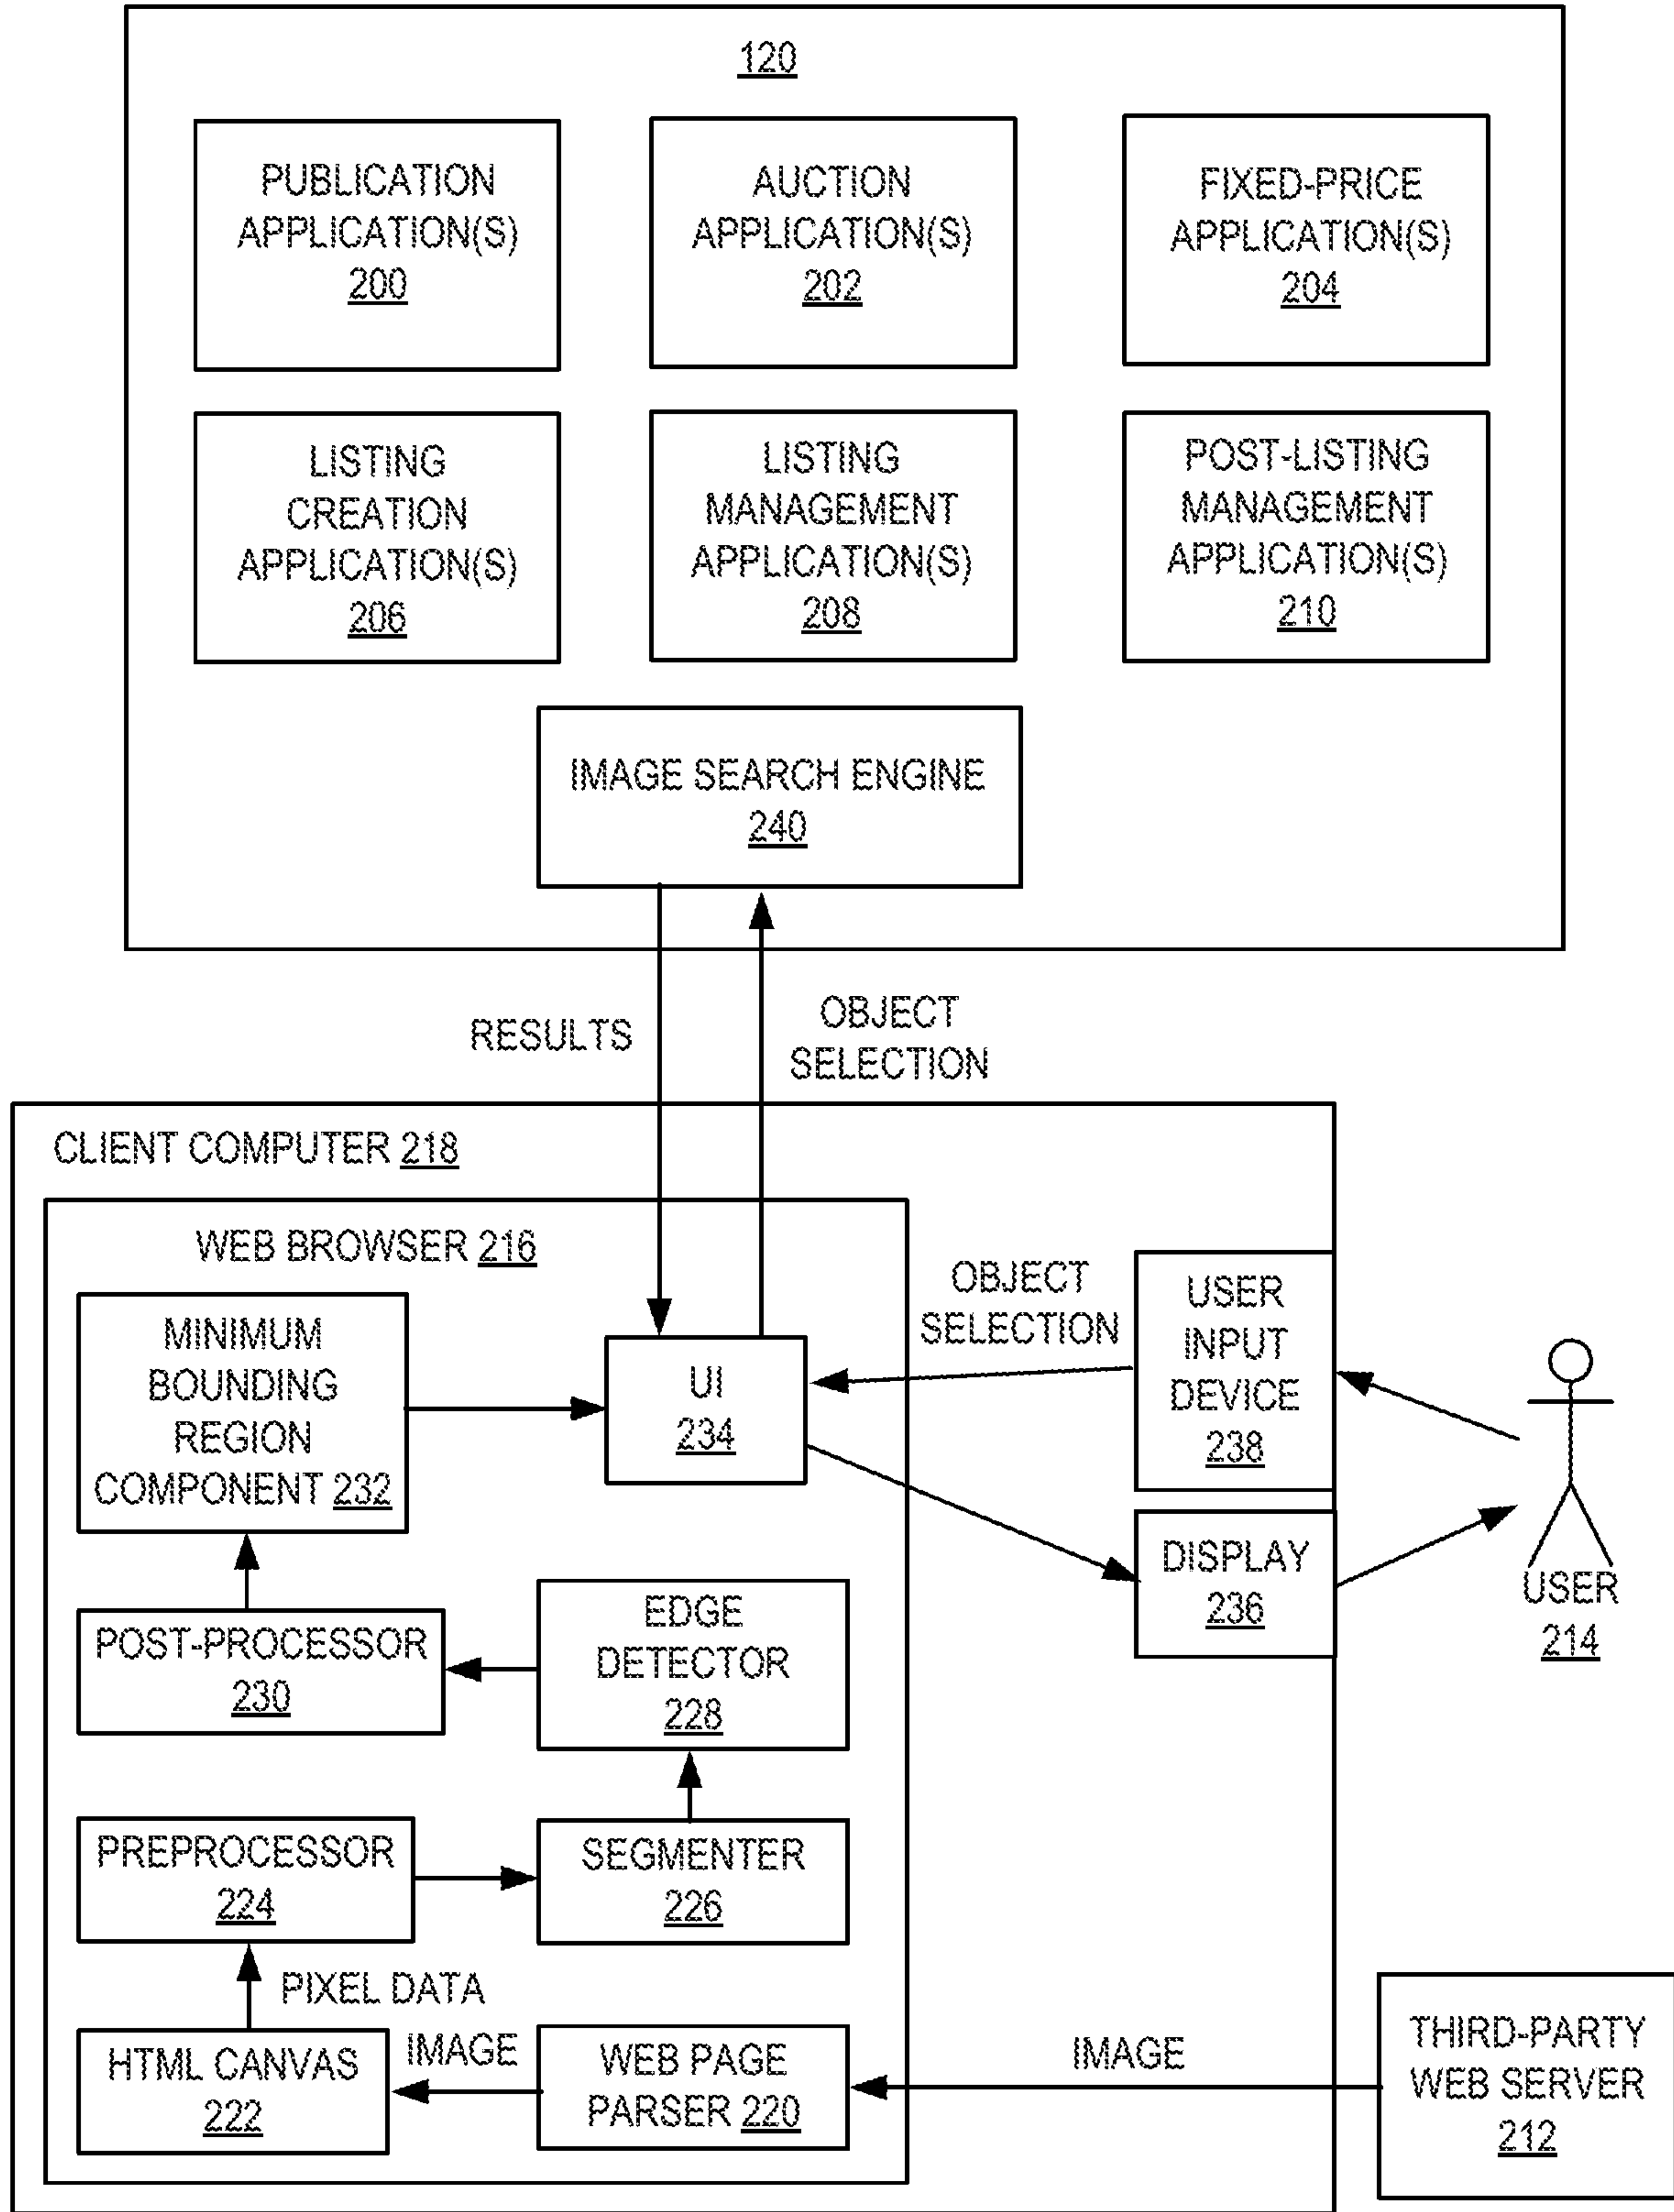 120
PUBLICATION
APPLICATION(S)
200
AUCTION
APPLICATION(S)
202
FIXED-PRICE
APPLICATION(S)
204
LISTING
CREATION
APPLICATION(S)
206
LISTING
MANAGEMENT
APPLICATION(S)
208
POST-LISTING
MANAGEMENT
APPLICATION(S)
210
IMAGE SEARCH ENGINE
240
RESULTS
OBJECT
SELECTION
CLIENT COMPUTER 218
WEB BROWSER 216
MINIMUM
BOUNDING
REGION
COMPONENT 232
UI
234
OBJECT
SELECTION
USER
INPUT
DEVICE
238
DISPLAY
236
USER
214
POST-PROCESSOR
230
EDGE
DETECTOR
228
PREPROCESSOR
224
SEGMENTER
226
PIXEL DATA
HTML CANVAS
222
IMAGE
WEB PAGE
PARSER 220
IMAGE
THIRD-PARTY
WEB SERVER
212